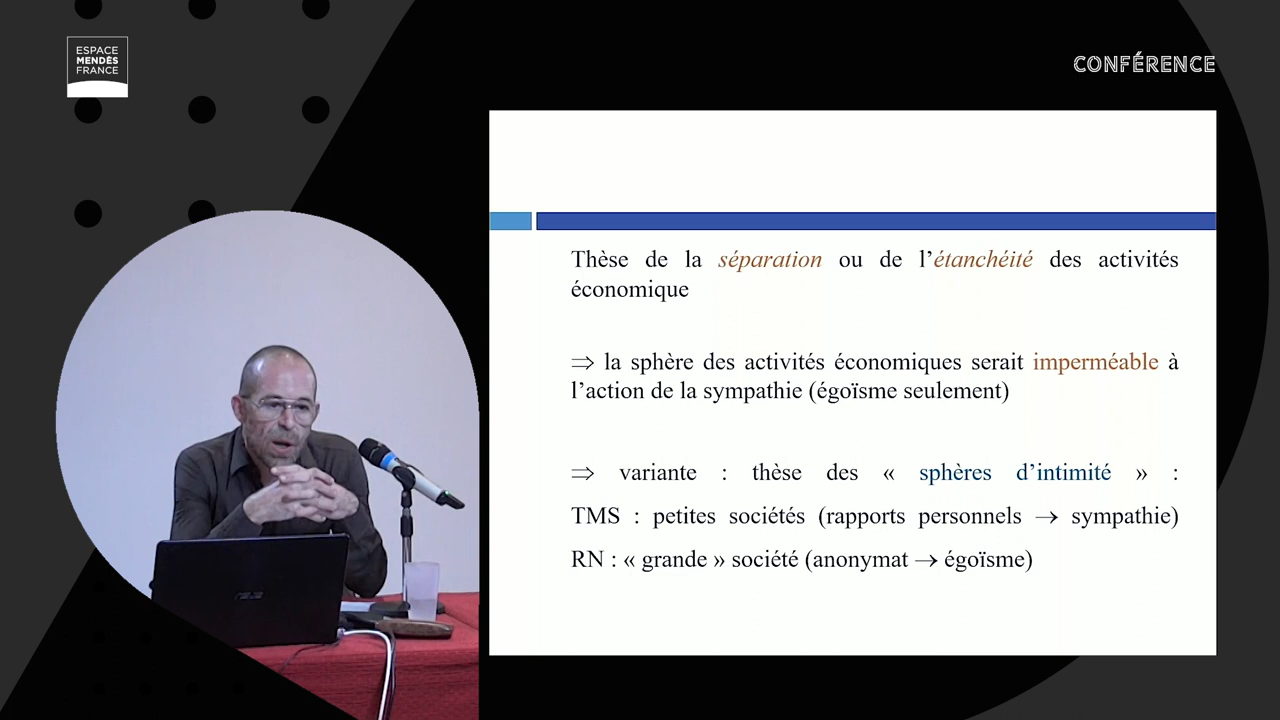 ESPACE
MENDÈS
FRANCE
CONFÉRENCE
Thèse de la séparation ou de l’étanchéité des activités
économique
⇒ la sphère des activités économiques serait imperméable à
l’action de la sympathie (égoïsme seulement)
⇒ variante : thèse des « sphères d’intimité » :
TMS : petites sociétés (rapports personnels → sympathie)
RN : « grande » société (anonymat → égoïsme)